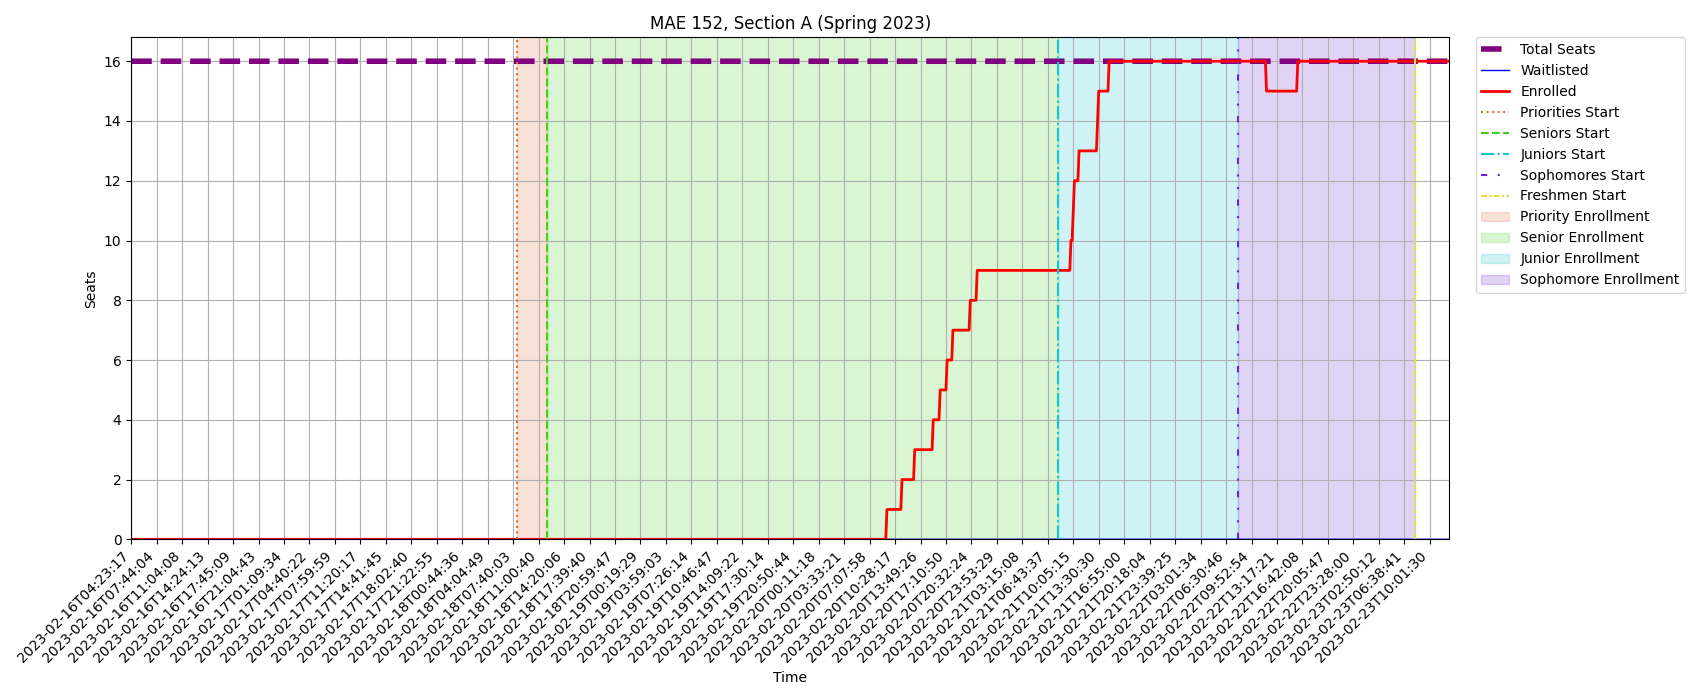 MAE 152, Section A (Spring 2023)
Seats
16
14
12
10
8
6
4
2
0
2023-02-16T04:23:17
2023-02-16T07:44:04
2023-02-16T11:04:08
2023-02-16T14:24:13
2023-02-16T17:45:09
2023-02-16T21:04:43
2023-02-17T01:09:34
2023-02-17T04:40:22
2023-02-17T07:59:59
2023-02-17T11:20:17
2023-02-17T14:41:45
2023-02-17T18:02:40
2023-02-17T21:22:55
2023-02-18T00:44:36
2023-02-18T04:04:49
2023-02-18T07:40:03
2023-02-18T11:00:40
2023-02-18T14:20:06
2023-02-18T17:39:40
2023-02-18T20:59:47
2023-02-19T00:19:29
2023-02-19T03:59:03
2023-02-19T07:26:14
2023-02-19T10:46:47
2023-02-19T14:09:22
2023-02-19T17:30:14
2023-02-19T20:50:44
2023-02-20T00:11:18
2023-02-20T03:33:21
2023-02-20T07:07:58
2023-02-20T10:28:17
2023-02-20T13:49:26
2023-02-20T17:10:50
2023-02-20T20:32:24
2023-02-20T23:53:29
2023-02-21T03:15:08
2023-02-21T06:43:37
2023-02-21T10:05:15
2023-02-21T13:30:30
2023-02-21T16:55:00
2023-02-21T20:18:04
2023-02-21T23:39:25
2023-02-22T03:01:34
2023-02-22T06:30:46
2023-02-22T09:52:54
2023-02-22T13:17:21
2023-02-22T16:42:08
2023-02-22T20:05:47
2023-02-22T23:28:00
2023-02-23T02:50:12
2023-02-23T06:38:41
2023-02-23T10:01:30
Time
Total Seats
Waitlisted
Enrolled
Priorities Start
Seniors Start
Juniors Start
Sophomores Start
Freshmen Start
Priority Enrollment
Senior Enrollment
Junior Enrollment
Sophomore Enrollment